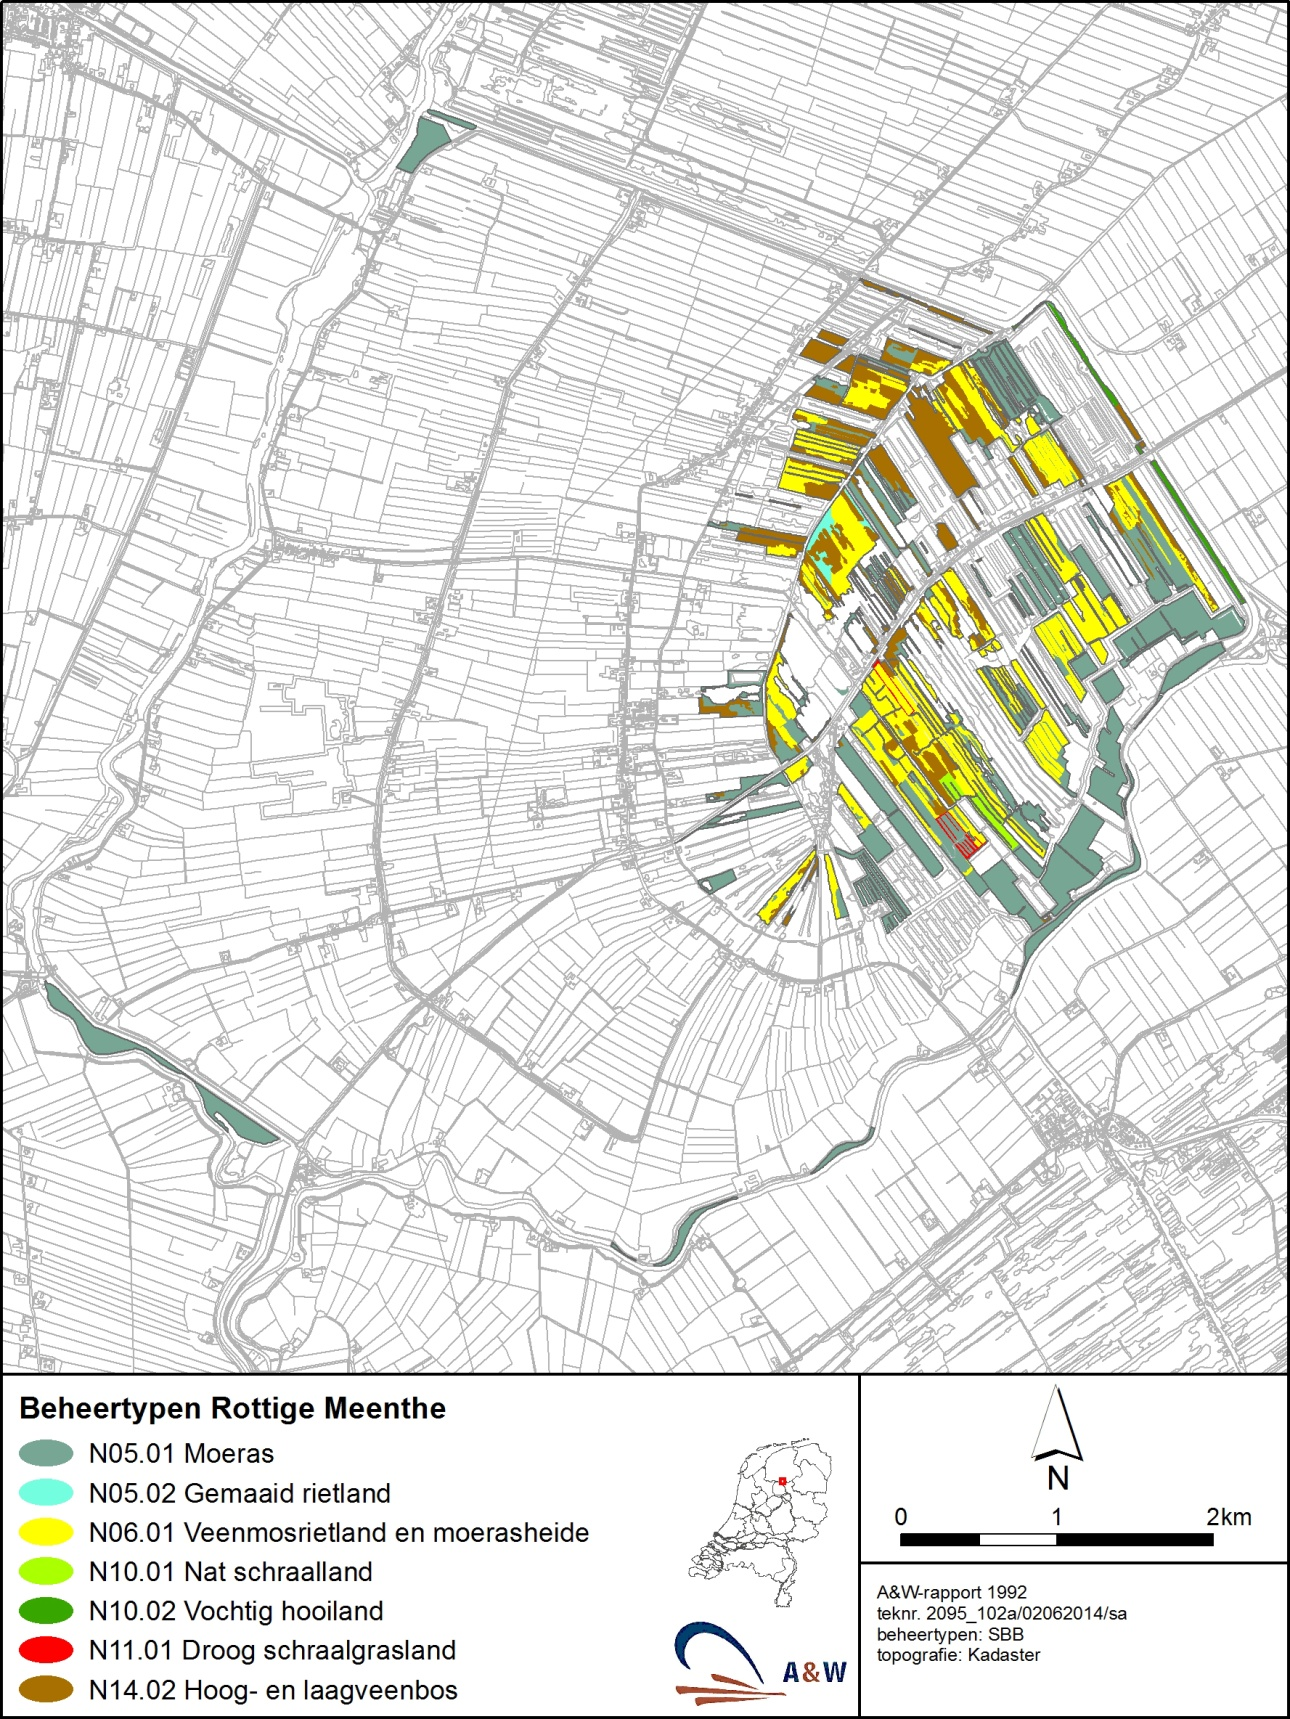 Beheertypen Rottige Meenthe
N05.01 Moeras
N05.02 Gemaaid rietland
N06.01 Veenmosrietland en moerasheide
N10.01 Nat schraalland
N10.02 Vochtig hooiland
N11.01 Droog schraalgrasland
N14.02 Hoog- en laagveenbos
A&W
N
0 1 2km
A&W-rapport 1992
teknr. 2095_102a/02062014/sa
beheertypen: SBB
topografie: Kadaster